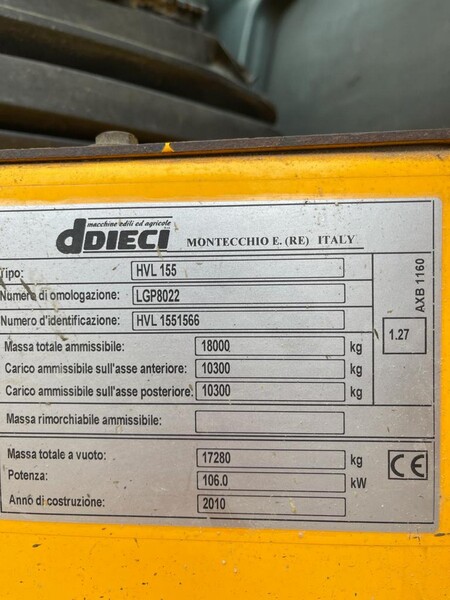 macchine edili ed agricole
dDIECI MONTECCHIO E. (RE) ITALY
Tipo: HVL 155
Numero di omologazione: LGP8022
Numero d'identificazione: HVL 1551566
Massa totale ammissibile: 18000 kg
Carico ammissibile sull'asse anteriore: 10300 kg
Carico ammissibile sull'asse posteriore: 10300 kg
Massa rimorchiabile ammissibile:
Massa totale a vuoto: 17280 kg
Potenza: 106.0 kW
Anno di costruzione: 2010
AXB 1160
1.27
CE